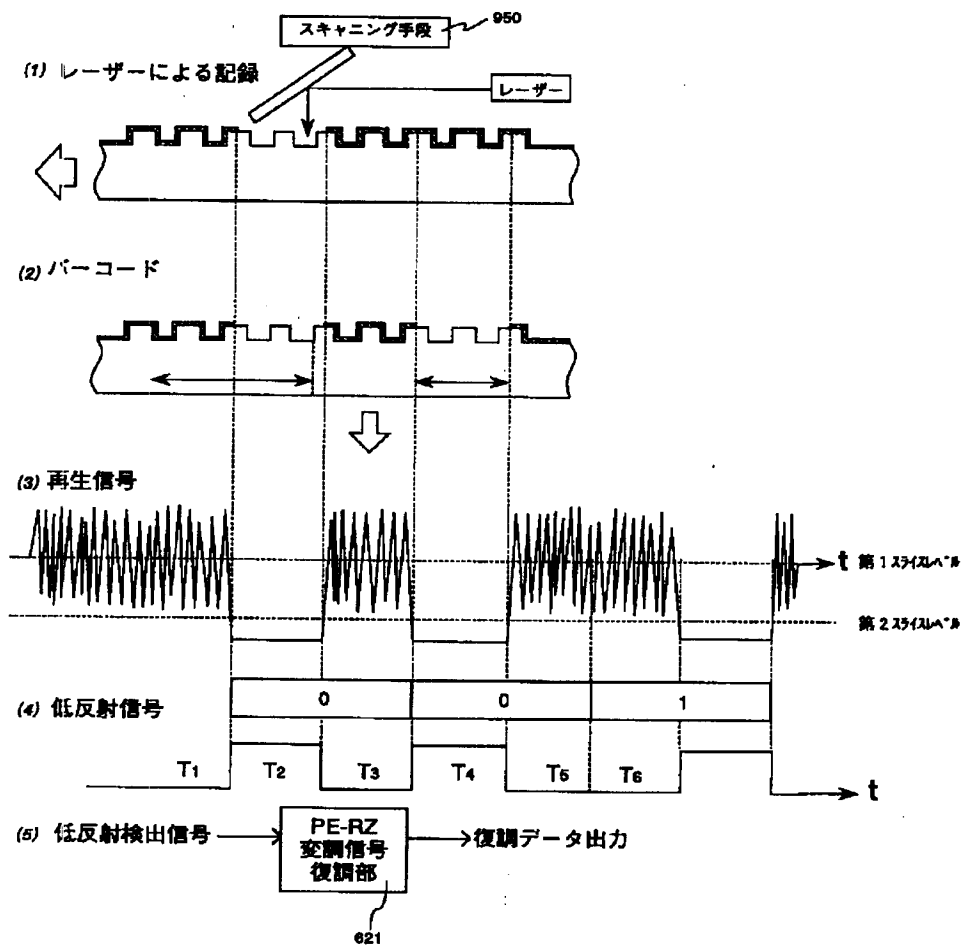 スキャニング手段
950
(1) レーザーによる記録
レーザー
(2) バーコード
(3) 再生信号
t 第1スライスレベル
第2スライスレベル
(4) 低反射信号
0 0 1
T1 T2 T3 T4 T5 T6
t
(5) 低反射検出信号
PE-RZ
変調信号
復調部
復調データ出力
621